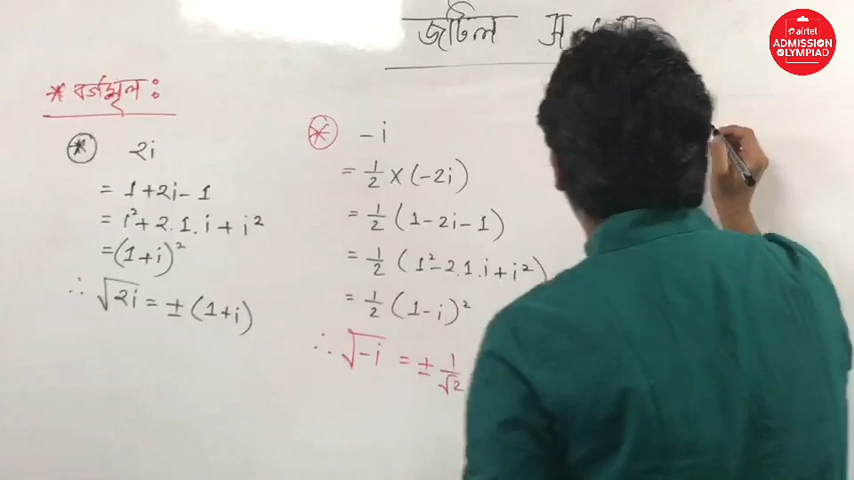 জটিল
airtel
ADMISSION
OLYMPIAD
* বর্গমূল :
* 2i
= 1+2i-1
= i²+2.1.i+i²
=(1+i)²
∴ √2i = ±(1+i)
* -i
= 1/2 × (-2i)
= 1/2 (1-2i-1)
= 1/2 (1²-2.1.i+i²)
= 1/2 (1-i)²
∴ √-i = ± 1/√2